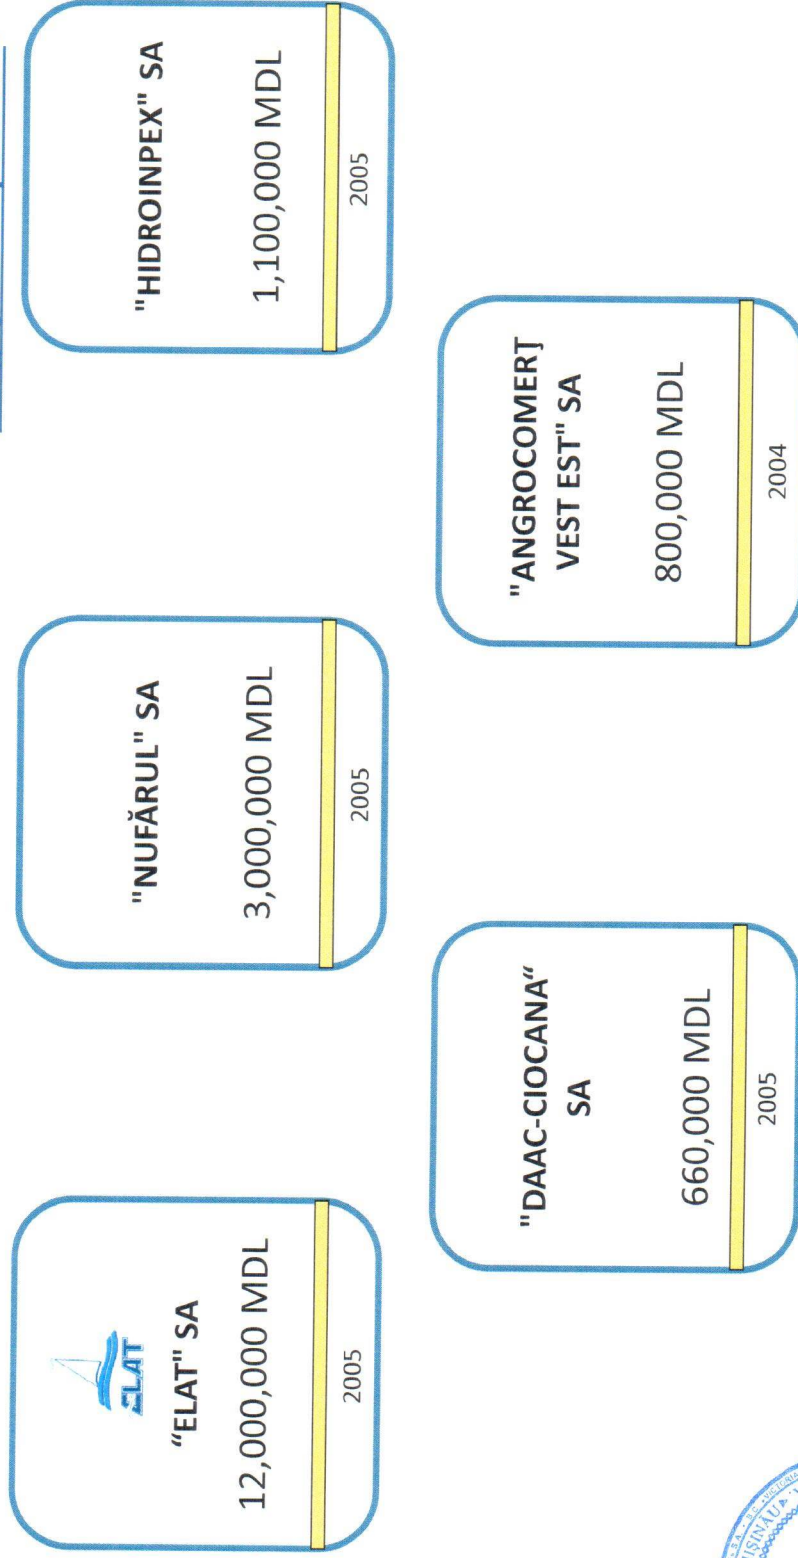 ELAT
“ELAT" SA
12,000,000 MDL
2005
"NUFĂRUL" SA
3,000,000 MDL
2005
"HIDROINPEX" SA
1,100,000 MDL
2005
"DAAC-CIOCANA“
SA
660,000 MDL
2005
"ANGROCOMERŢ
VEST EST" SA
800,000 MDL
2004